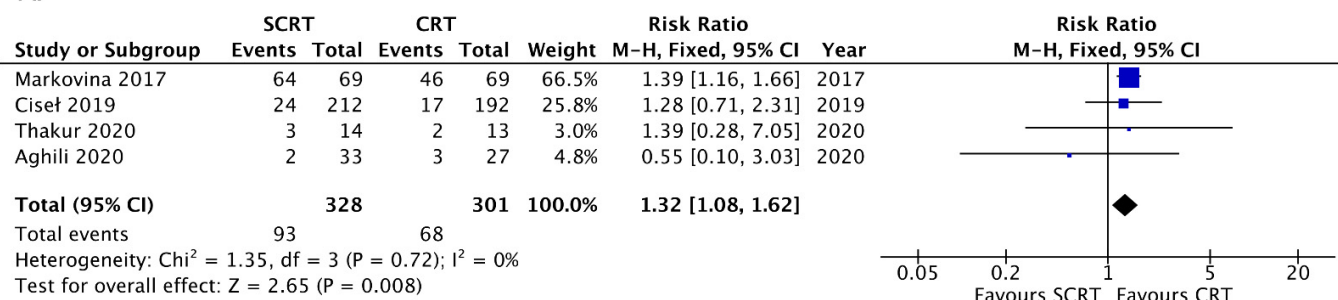 SCRT CRT Risk Ratio Risk Ratio
Study or Subgroup Events Total Events Total Weight M-H, Fixed, 95% CI Year M-H, Fixed, 95% CI
Markovina 2017 64 69 46 69 66.5% 1.39 [1.16, 1.66] 2017
Ciseł 2019 24 212 17 192 25.8% 1.28 [0.71, 2.31] 2019
Thakur 2020 3 14 2 13 3.0% 1.39 [0.28, 7.05] 2020
Aghili 2020 2 33 3 27 4.8% 0.55 [0.10, 3.03] 2020
Total (95% CI) 328 301 100.0% 1.32 [1.08, 1.62]
Total events 93 68
Heterogeneity: Chi² = 1.35, df = 3 (P = 0.72); I² = 0%
Test for overall effect: Z = 2.65 (P = 0.008)
0.05 0.2 1 5 20
Favours SCRT Favours CRT